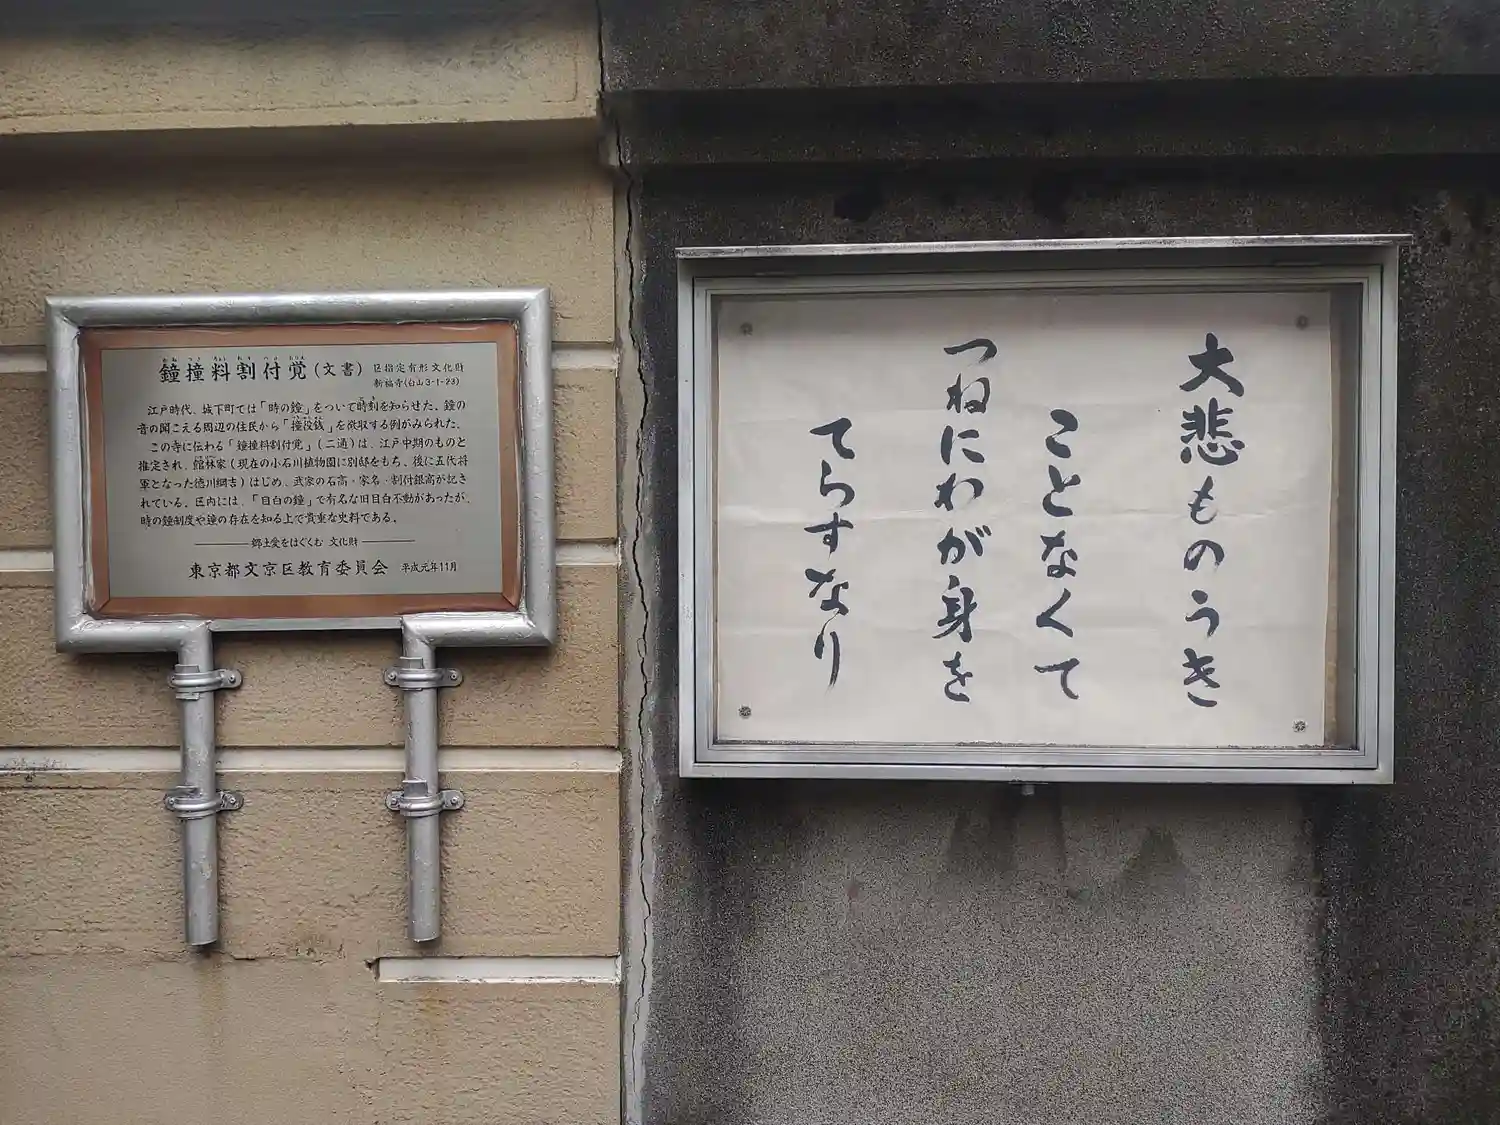 鐘撞料割付覚(文書) 区指定有形文化財
新福寺(白山3-1-23)
江戸時代、城下町では「時の鐘」をついて時刻を知らせた。鐘の
音の聞こえる周辺の住民から「撞役銭」を徴収する例がみられた。
この寺に伝わる「鐘撞料割付覚」(二通)は、江戸中期のものと
推定され、館林家(現在の小石川植物園に別邸をもち、後に五代将
軍となった徳川綱吉)はじめ、武家の石高・家名・割付銀高が記さ
れている。区内には、「目白の鐘」で有名な旧目白不動があったが、
時の鐘制度や鐘の存在を知る上で貴重な史料である。
郷土愛をはぐくむ 文化財
東京都文京区教育委員会 平成元年11月
大悲ものうき
ことなくて
つねにわが身を
てらすなり